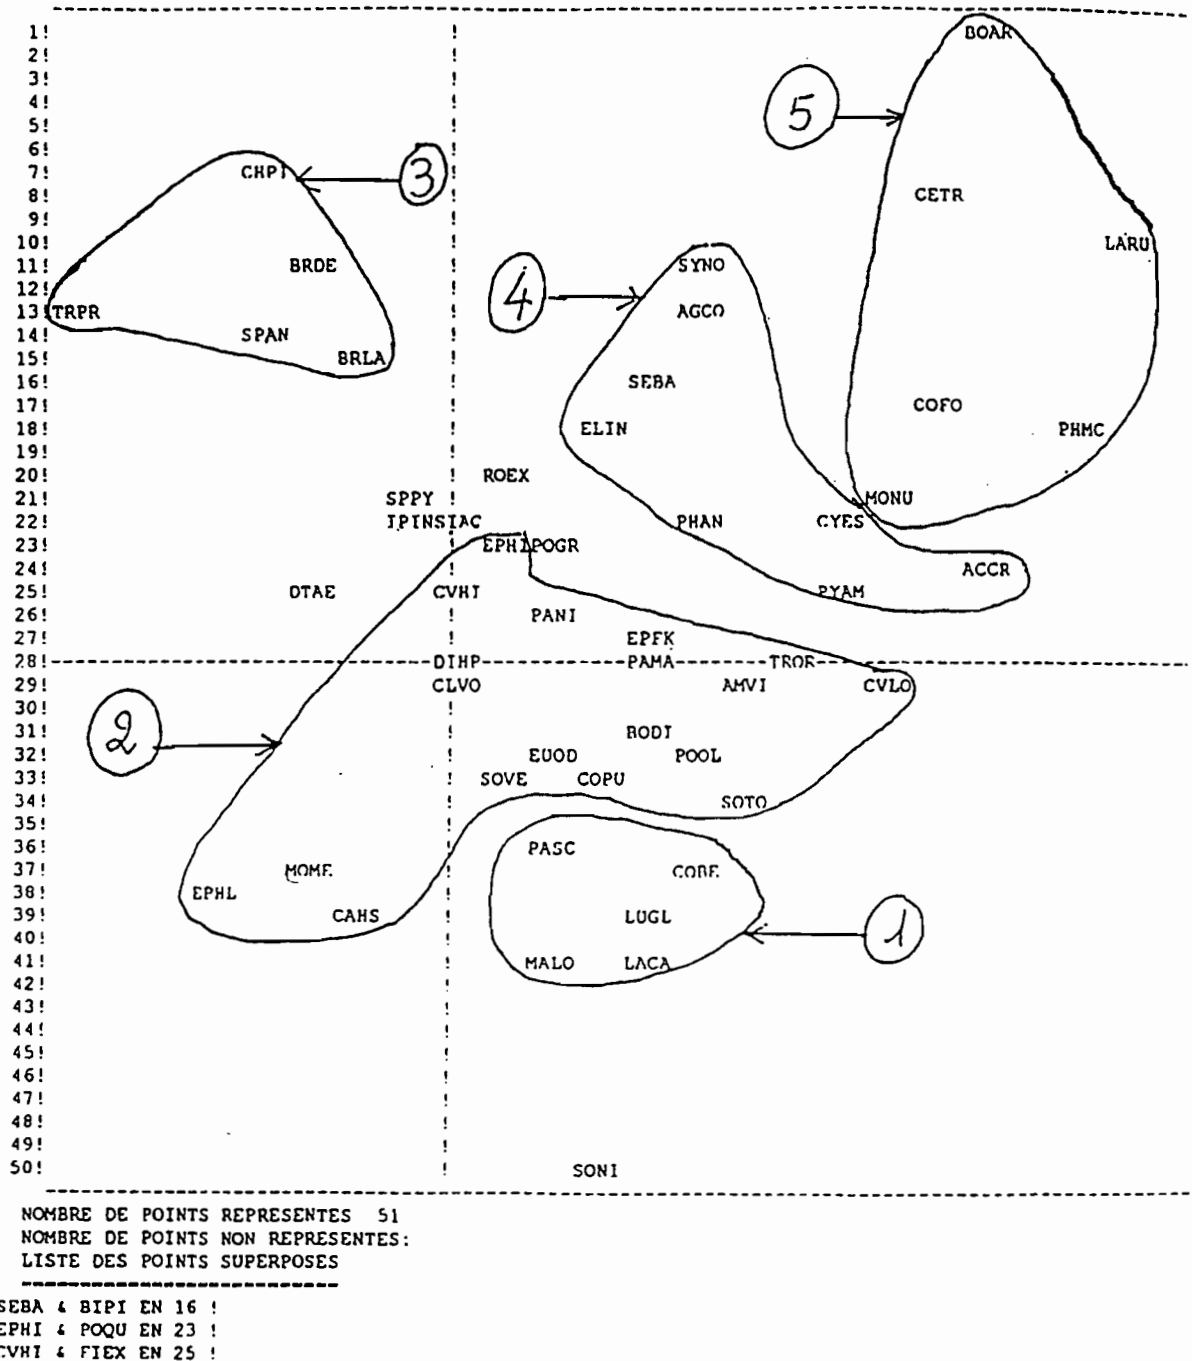 1!
BOAR
2!
3!
4!
5!
5
6!
7! CHPI 3
8! CETR
9!
10! LARU
11! BRDE SYNO
12! 4
13!TRPR AGCO
14! SPAN
15! BRLA
16! SEBA
17! COFO
18! ELIN PHMC
19!
20! ROEX
21! SPPY MONU
22! IPINSIAC PHAN CYES
23! EPHIPOGR
24! ACCR
25! DTAE CVHI PYAM
26! PANI
27! EPFK
28! DIHP PAMA TROR
29! CLVO AMVI CVLO
30!
31! 2 BODI
32! EUOD POOL
33! SOVE COPU
34! SOTO
35!
36! PASC
37! MOME COBE
38! EPHL
39! CAHS LUGL
40! 1
41! MALO LACA
42!
43!
44!
45!
46!
47!
48!
49!
50! SONI
NOMBRE DE POINTS REPRESENTES 51
NOMBRE DE POINTS NON REPRESENTES:
LISTE DES POINTS SUPERPOSES
SEBA & BIPI EN 16 !
EPHI & POQU EN 23 !
CVHI & FIEX EN 25 !